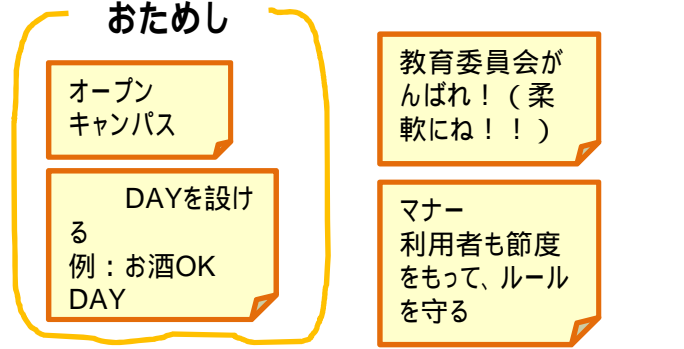 おためし
オープン
キャンパス
DAYを設け
る
例：お酒OK
DAY
教育委員会が
んばれ！（柔
軟にね！！）
マナー
利用者も節度
をもって、ルール
を守る